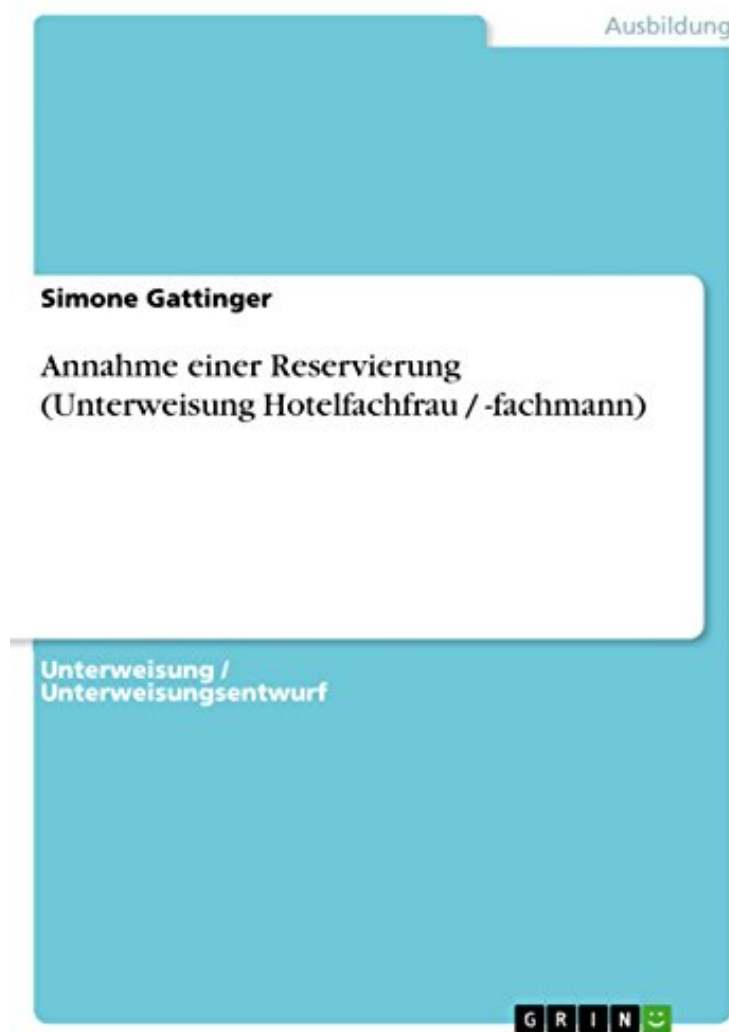 Ausbildung
Simone Gattinger
Annahme einer Reservierung
(Unterweisung Hotelfachfrau / -fachmann)
Unterweisung /
Unterweisungsentwurf
GRIN